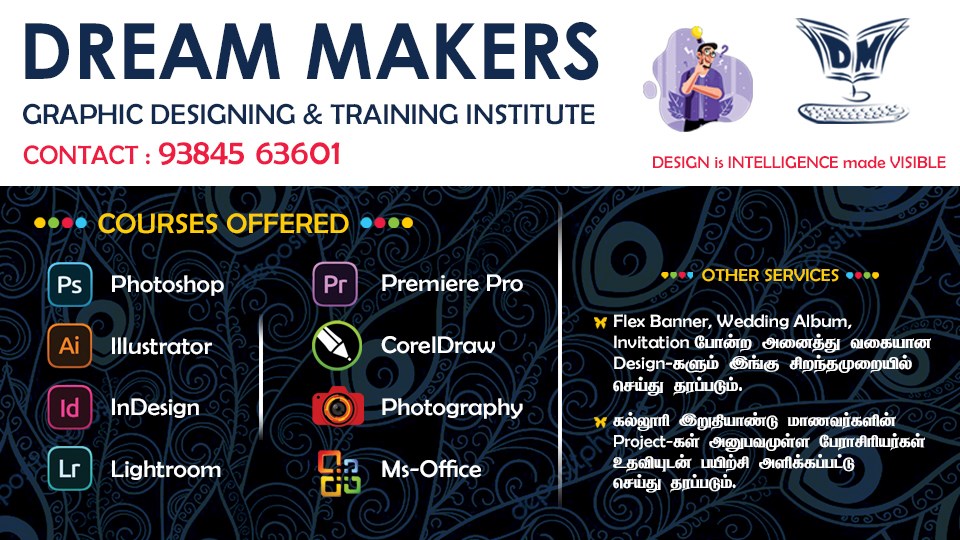 DREAM MAKERS
GRAPHIC DESIGNING & TRAINING INSTITUTE
CONTACT : 93845 63601
DM
DESIGN is INTELLIGENCE made VISIBLE
COURSES OFFERED
Ps Photoshop
Ai Illustrator
Id InDesign
Lr Lightroom
Pr Premiere Pro
CorelDraw
Photography
Ms-Office
OTHER SERVICES
Flex Banner, Wedding Album,
Invitation போன்ற அனைத்து வகையான
Design-களும் இங்கு சிறந்தமுறையில்
செய்து தரப்படும்.
கல்லூரி இறுதியாண்டு மாணவர்களின்
Project-கள் அனுபவமுள்ள பேராசிரியர்கள்
உதவியுடன் பயிற்சி அளிக்கப்பட்டு
செய்து தரப்படும்.